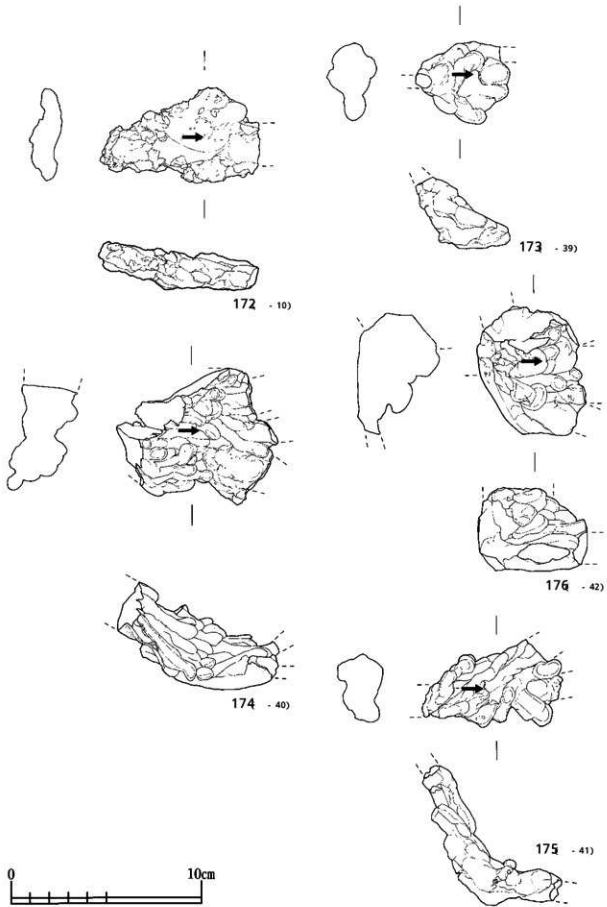 173( - 39)
172( - 10)
176( - 42)
174( - 40)
175( - 41)
0 10cm